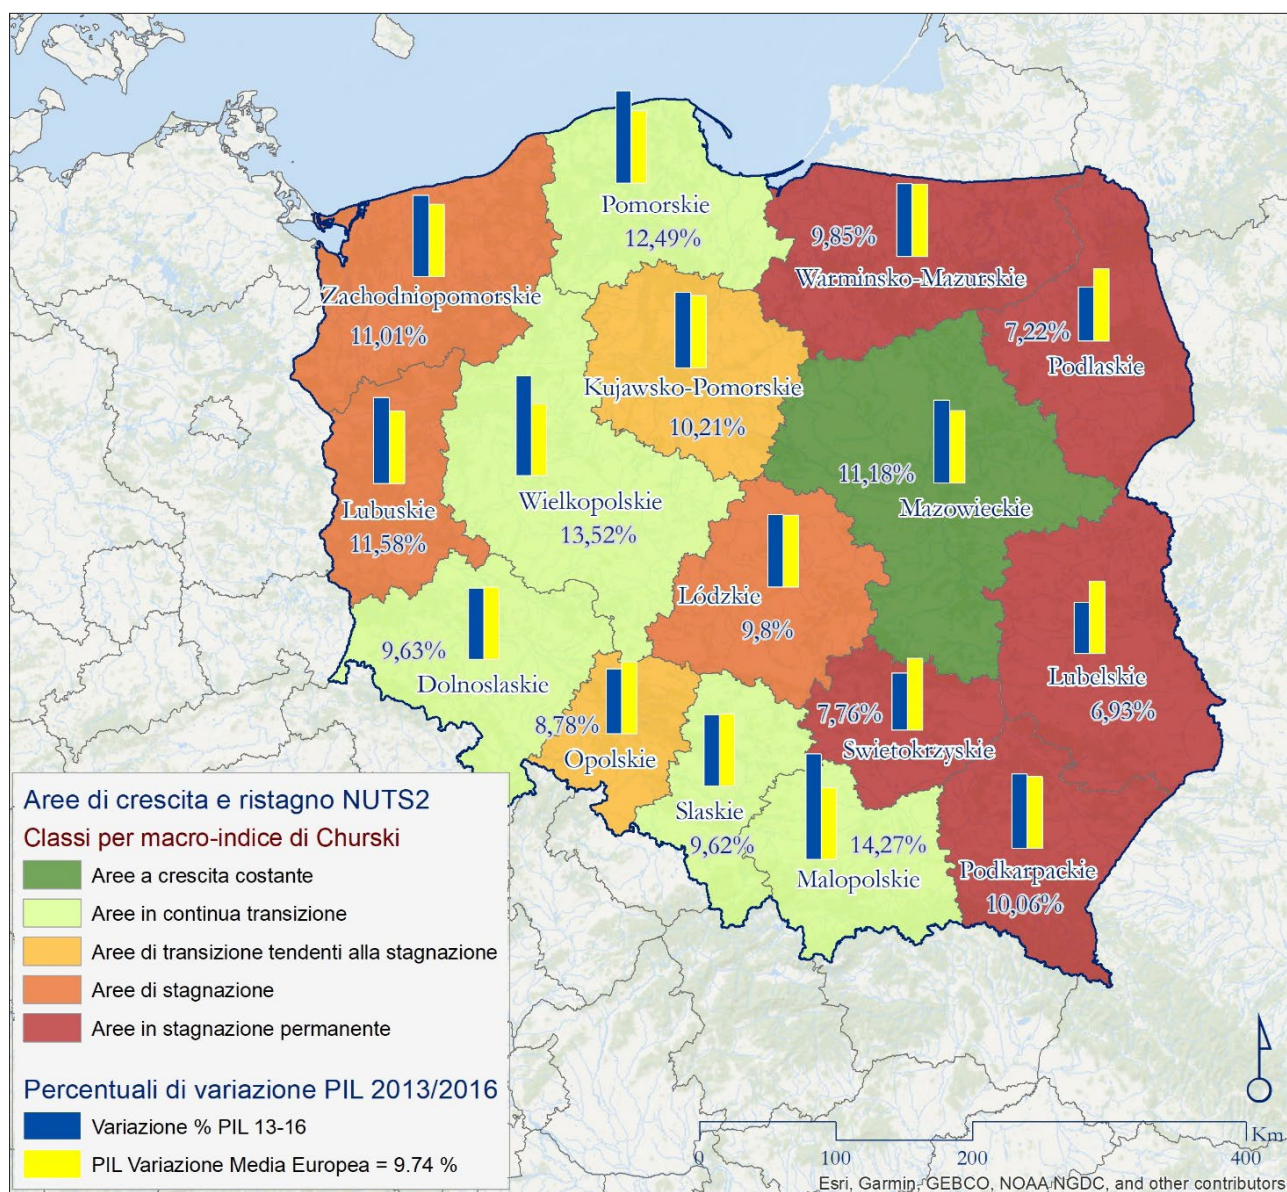 Pomorskie
12,49%
9,85%
Warminsko-Mazurskie
Zachodniopomorskie
11,01%
7,22%
Podlaskie
Kujawsko-Pomorskie
10,21%
11,18%
Mazowieckie
Wielkopolskie
13,52%
Lubuskie
11,58%
Lódzkie
9,8%
9,63%
Dolnoslaskie
Lubelskie
6,93%
8,78%
Opolskie
7,76%
Swietokrzyskie
Slaskie
9,62%
14,27%
Malopolskie
Podkarpackie
10,06%
Aree di crescita e ristagno NUTS2
Classi per macro-indice di Churski
Aree a crescita costante
Aree in continua transizione
Aree di transizione tendenti alla stagnazione
Aree di stagnazione
Aree in stagnazione permanente
Percentuali di variazione PIL 2013/2016
Variazione % PIL 13-16
PIL Variazione Media Europea = 9.74 %
Km
0 100 200 400
Esri, Garmin, GEBCO, NOAA NGDC, and other contributors